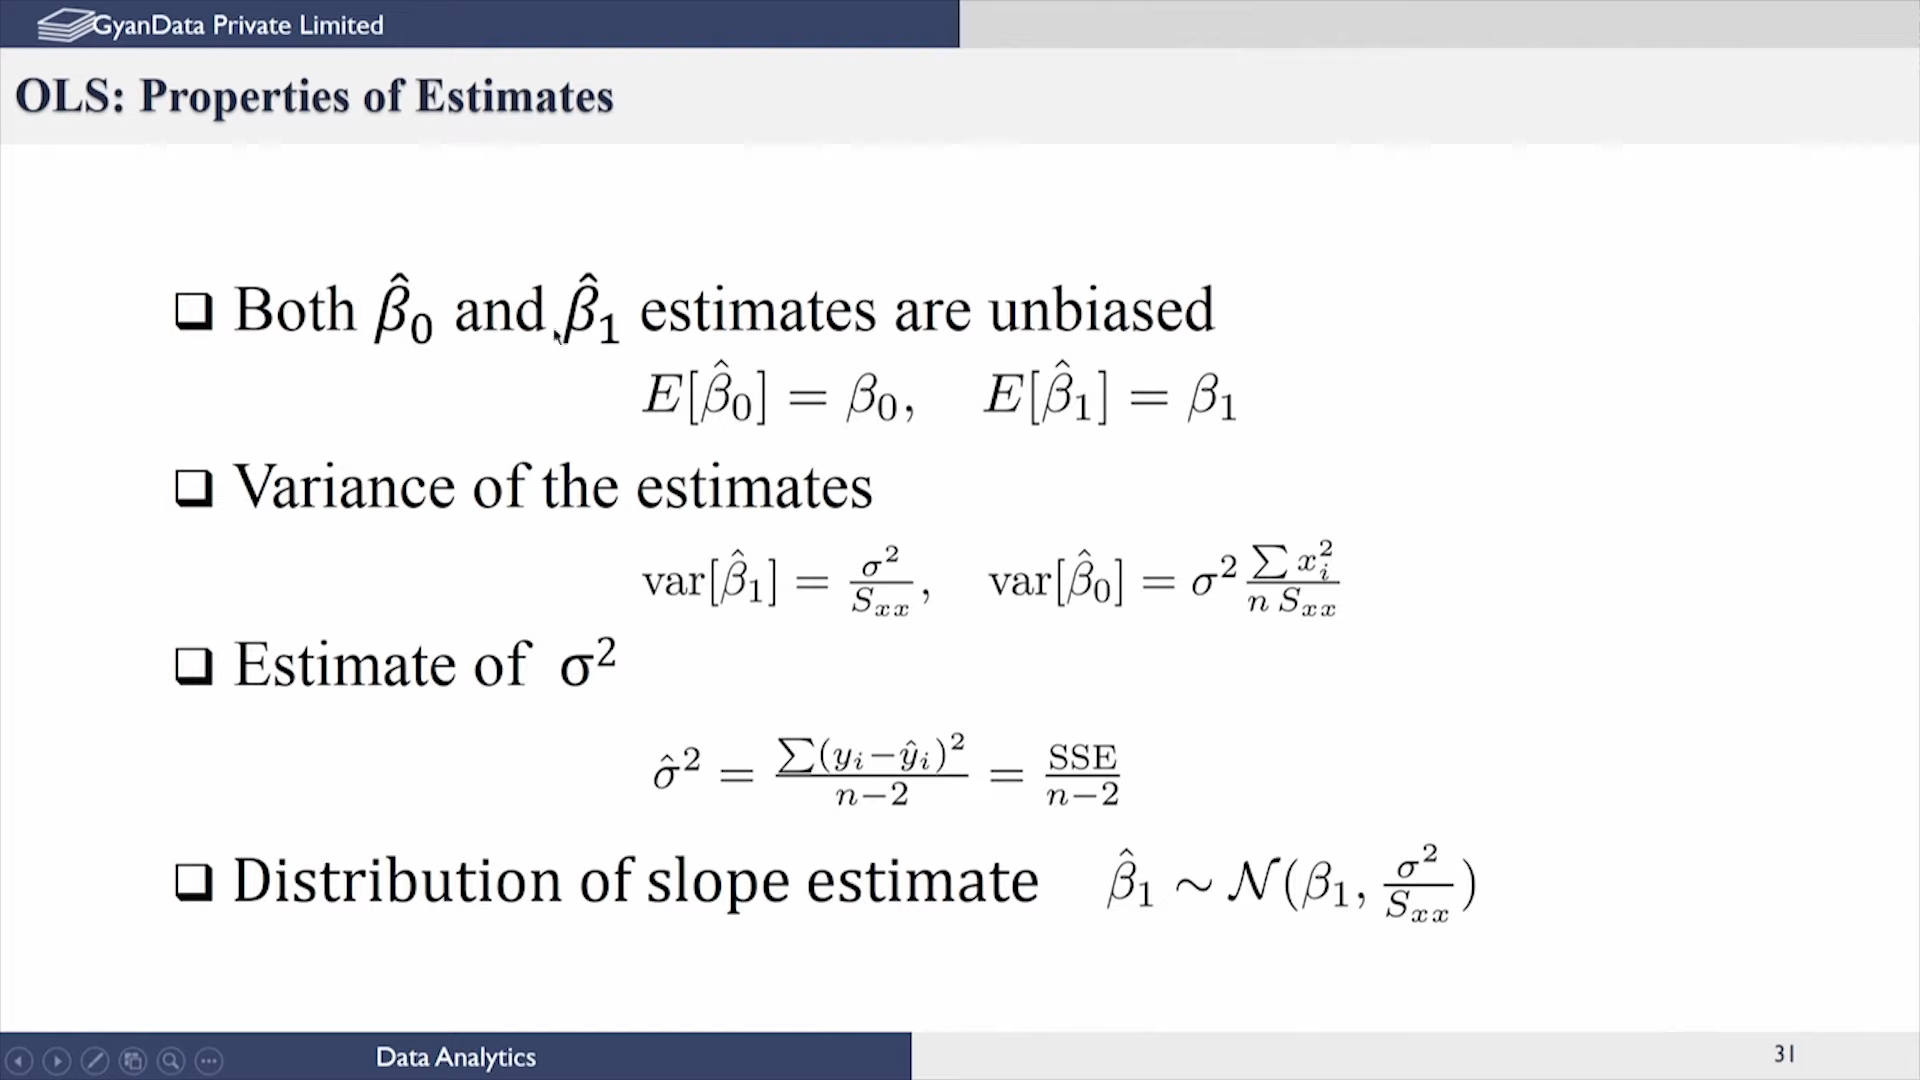 GyanData Private Limited
OLS: Properties of Estimates
❑ Both β̂₀ and β̂₁ estimates are unbiased
E[β̂₀] = β₀, E[β̂₁] = β₁
❑ Variance of the estimates
var[β̂₁] = σ²/Sₓₓ, var[β̂₀] = σ² ∑xᵢ²/(n Sₓₓ)
❑ Estimate of σ²
σ̂² = ∑(yᵢ−ŷᵢ)²/(n−2) = SSE/(n−2)
❑ Distribution of slope estimate β̂₁ ∼ 𝒩(β₁, σ²/Sₓₓ)
Data Analytics
31